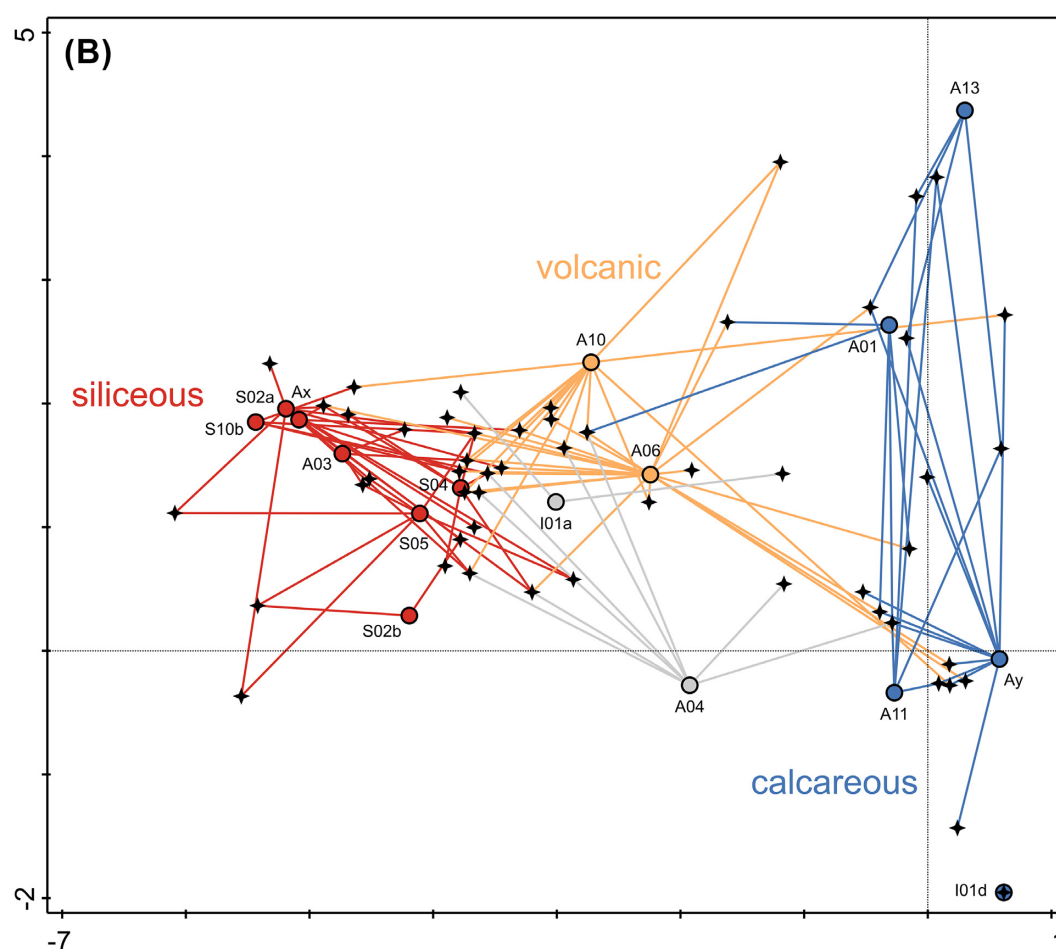 5
(B)
A13
volcanic
A10
A01
siliceous
S02a
Ax
S10b
A03
A06
S04
I01a
S05
S02b
A04
A11
Ay
calcareous
I01d
-2
-7